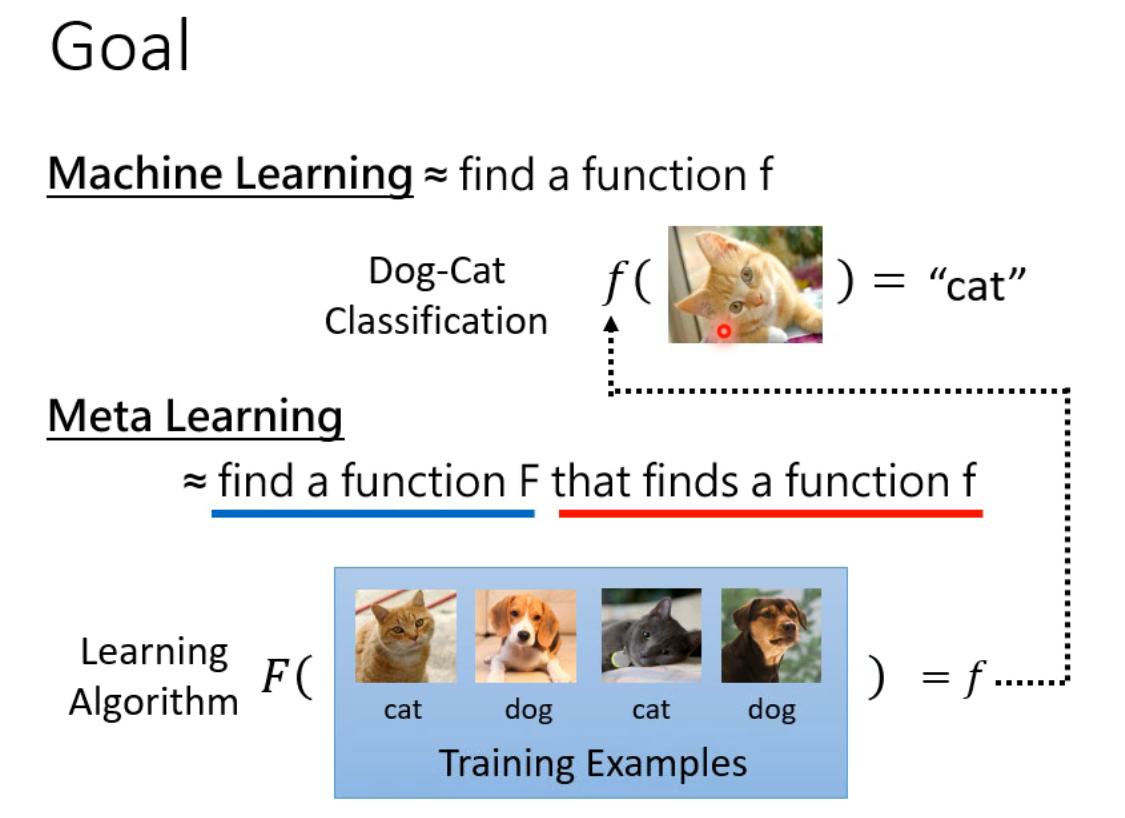 Goal
Machine Learning ≈ find a function f
Dog-Cat
Classification
f( ) = “cat”
Meta Learning
≈ find a function F that finds a function f
Learning
Algorithm
F( ) = f
cat dog cat dog
Training Examples